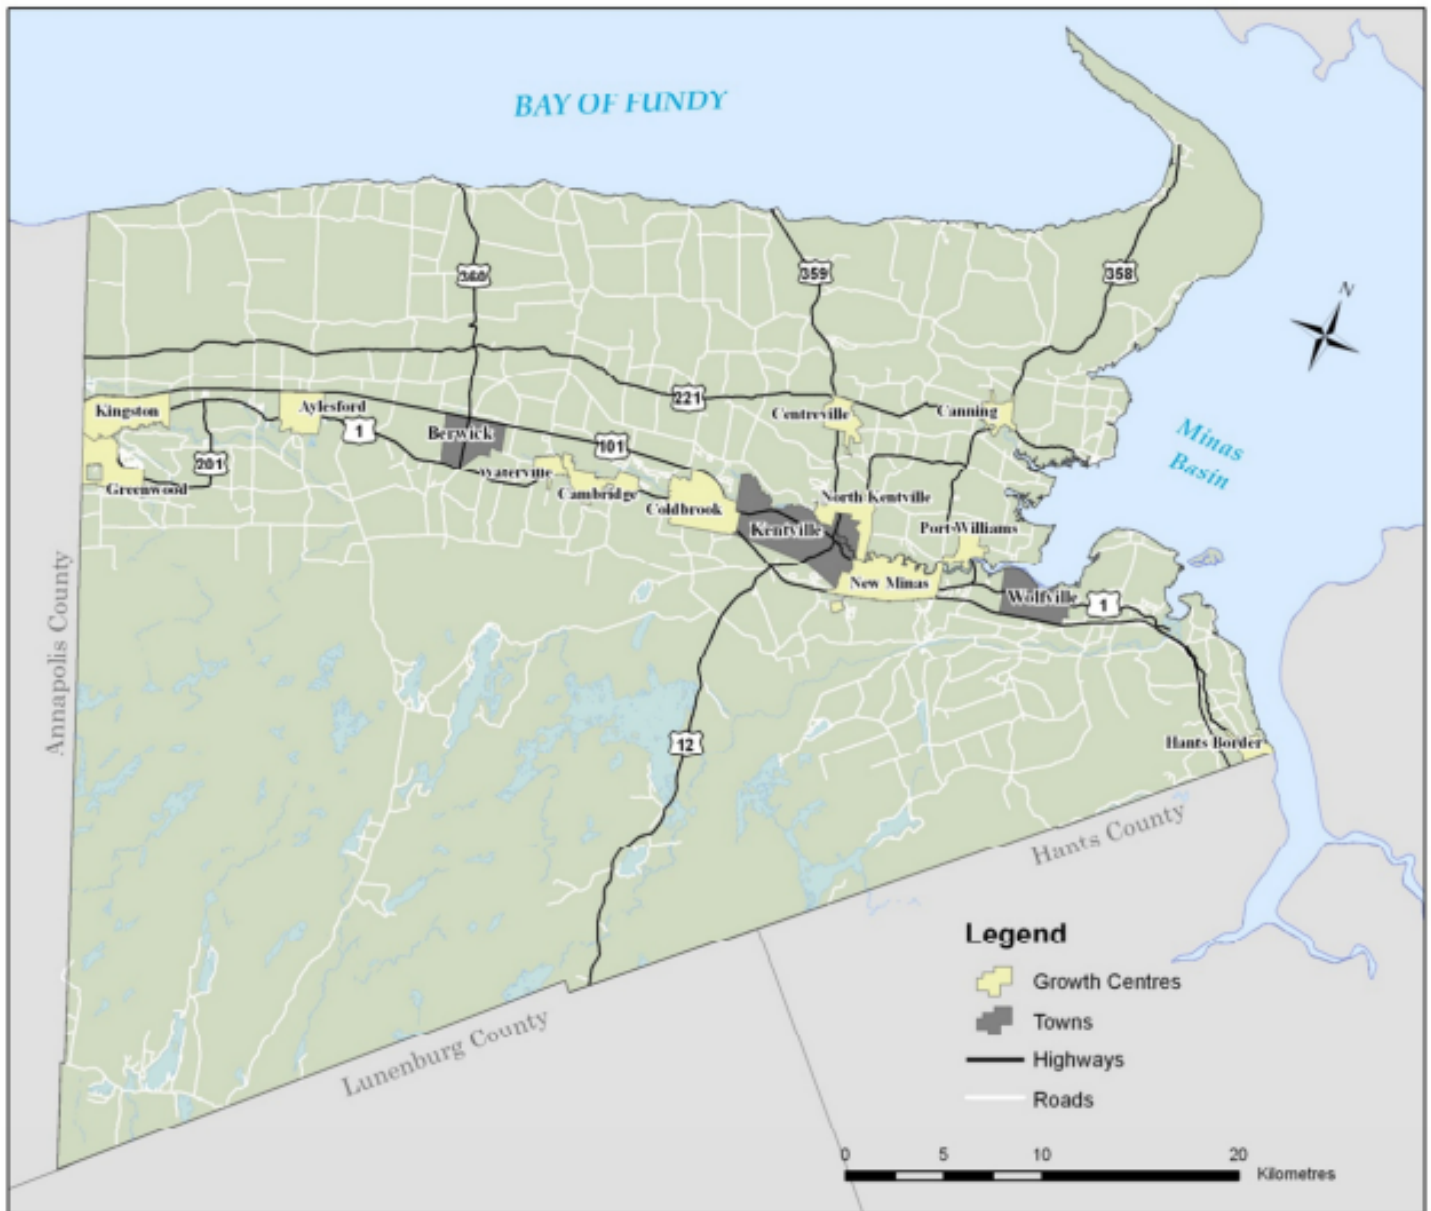 BAY OF FUNDY
360
359
358
N
221
Kingston
Aylesford
1
Berwick
101
Centreville
Canning
Minas
Basin
201
Greenwood
Waterville
Cambridge
Coldbrook
North Kentville
Kentville
Port Williams
New Minas
Wolfville
1
Annapolis County
12
Hants Border
Hants County
Lunenburg County
Legend
Growth Centres
Towns
Highways
Roads
0 5 10 20
Kilometres